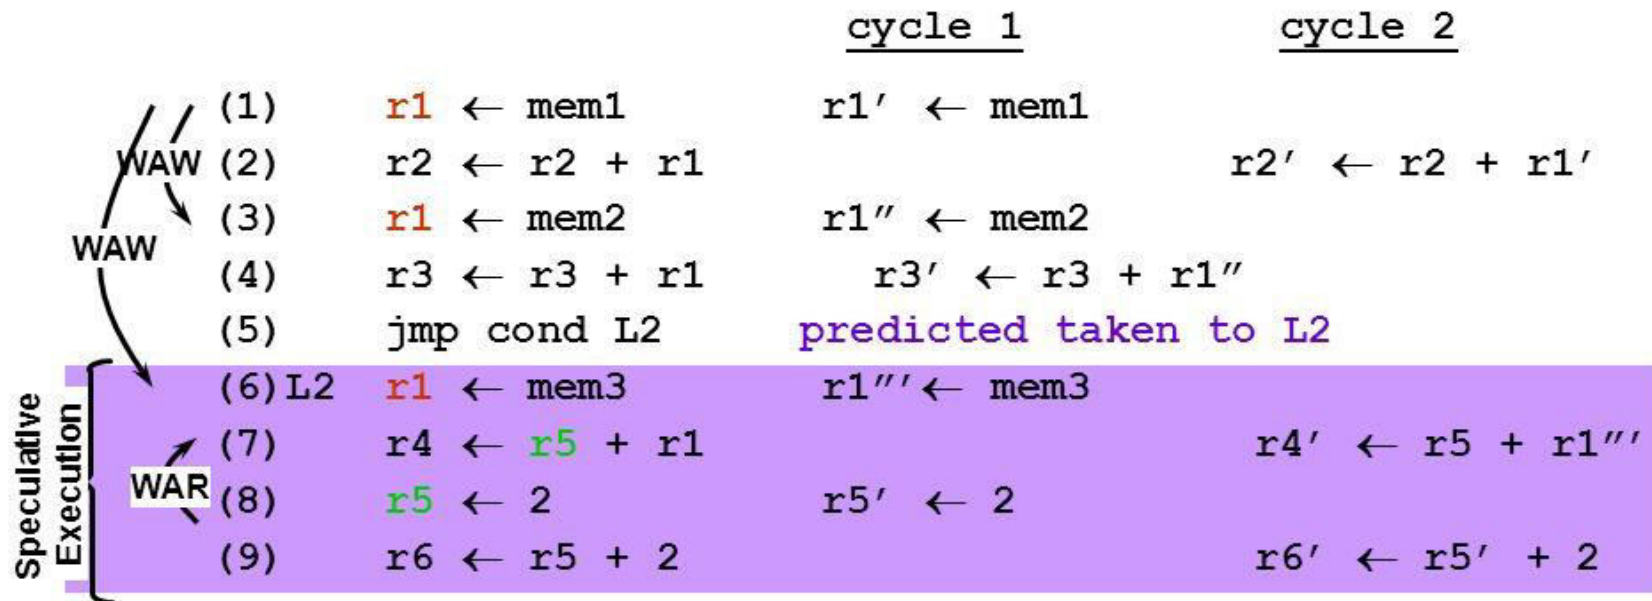 cycle 1 cycle 2
(1) r1 ← mem1 r1′ ← mem1
WAW (2) r2 ← r2 + r1 r2′ ← r2 + r1′
(3) r1 ← mem2 r1″ ← mem2
WAW
(4) r3 ← r3 + r1 r3′ ← r3 + r1″
(5) jmp cond L2 predicted taken to L2
(6) L2 r1 ← mem3 r1‴ ← mem3
(7) r4 ← r5 + r1 r4′ ← r5 + r1‴
WAR (8) r5 ← 2 r5′ ← 2
(9) r6 ← r5 + 2 r6′ ← r5′ + 2
Speculative
Execution